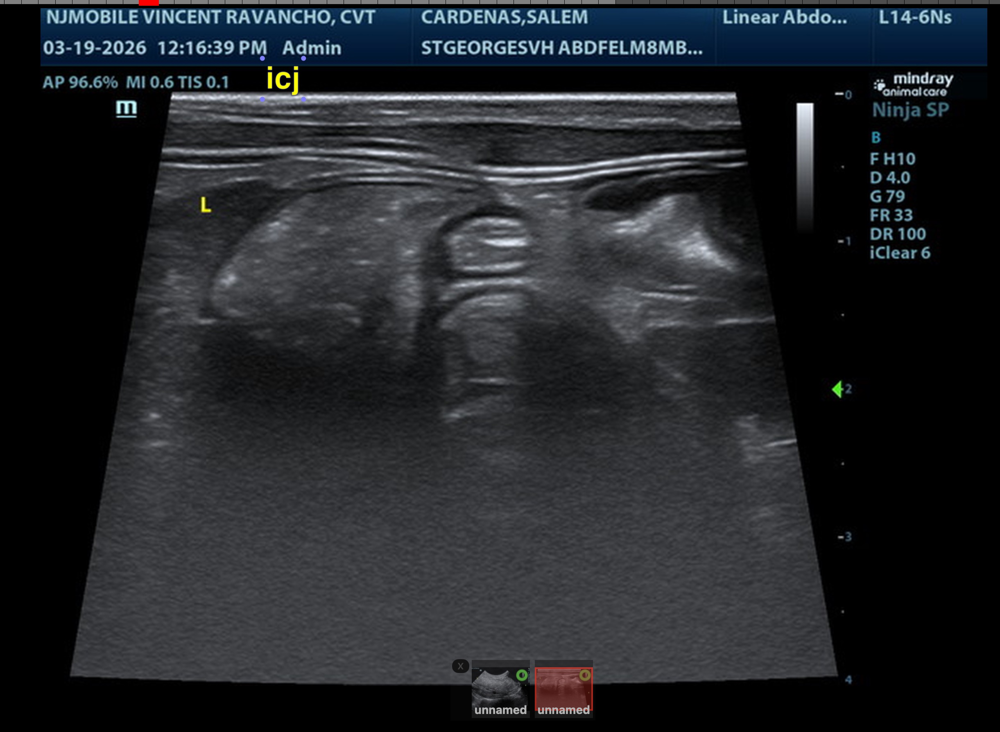 NJMOBILE VINCENT RAVANCHO, CVT
CARDENAS,SALEM
Linear Abdo...
L14-6Ns
03-19-2026 12:16:39 PM Admin
STGEORGESVH ABDFELM8MB...
icj
AP 96.6% MI 0.6 TIS 0.1
m
mindray
animal care
Ninja SP
B
F H10
D 4.0
G 79
FR 33
DR 100
iClear 6
L
0
1
2
3
4
X
unnamed
unnamed